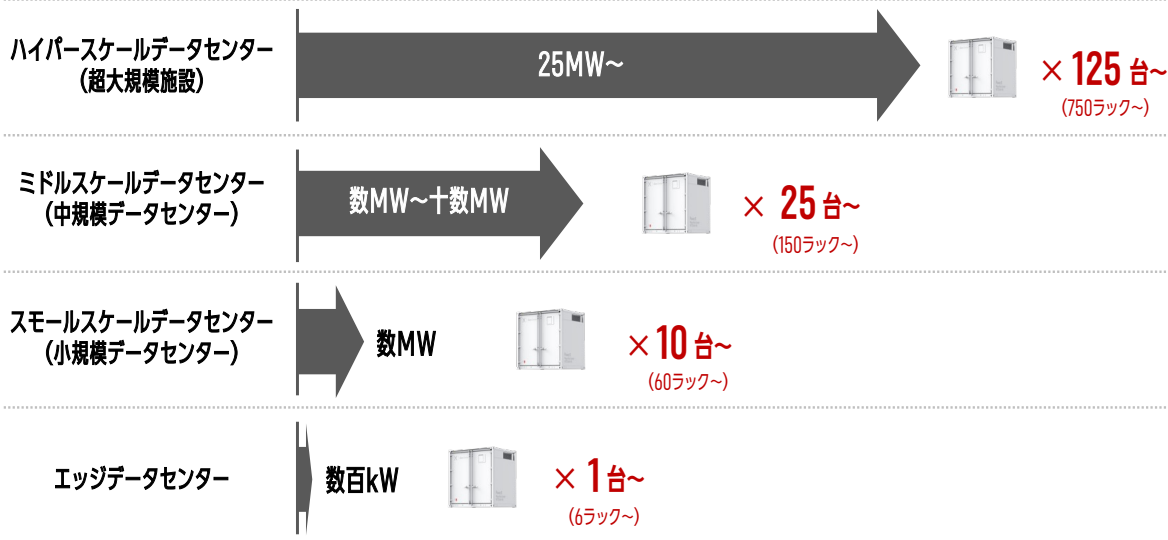 ハイパースケールデータセンター
(超大規模施設)
25MW～
× 125 台～
(750ラック～)
ミドルスケールデータセンター
(中規模データセンター)
数MW～十数MW
× 25 台～
(150ラック～)
スモールスケールデータセンター
(小規模データセンター)
数MW
× 10 台～
(60ラック～)
エッジデータセンター
数百kW
× 1 台～
(6ラック～)